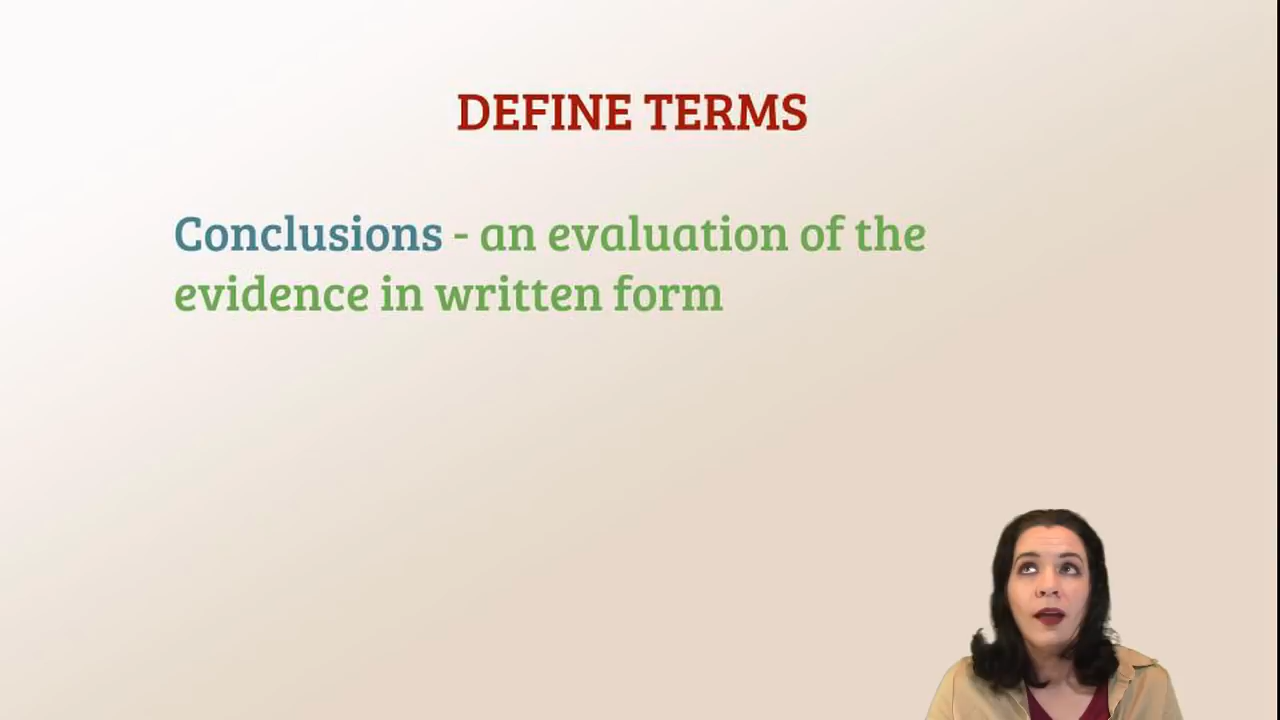 DEFINE TERMS
Conclusions - an evaluation of the
evidence in written form